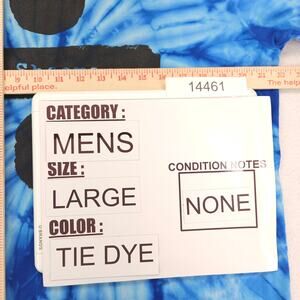 14461
CATEGORY :
MENS
SIZE :
LARGE
COLOR :
TIE DYE
CONDITION NOTES
NONE